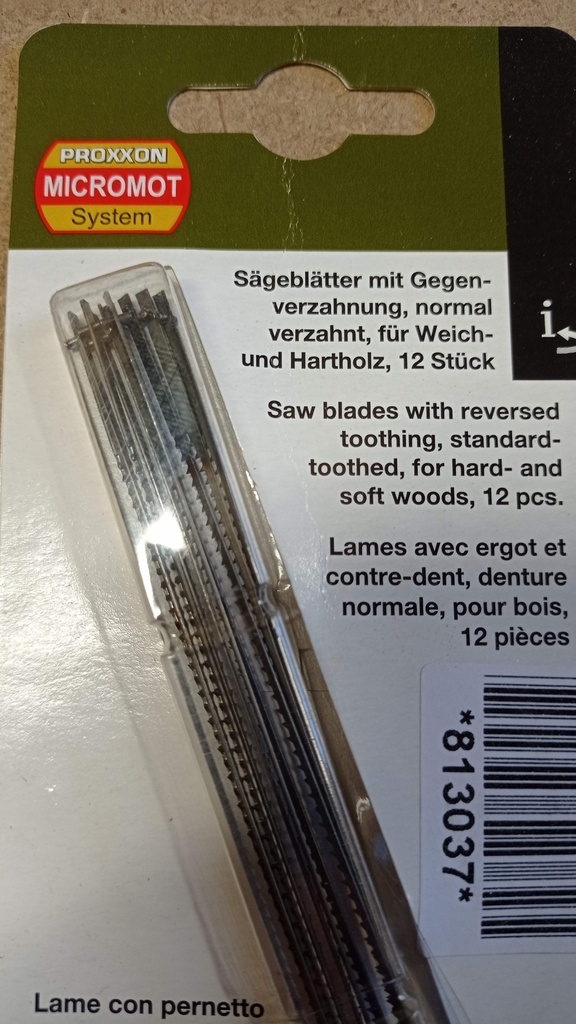 PROXXON
MICROMOT
System
Sägeblätter mit Gegen-
verzahnung, normal
verzahnt, für Weich-
und Hartholz, 12 Stück
i
Saw blades with reversed
toothing, standard-
toothed, for hard- and
soft woods, 12 pcs.
Lames avec ergot et
contre-dent, denture
normale, pour bois,
12 pièces
*813037*
Lame con pernetto